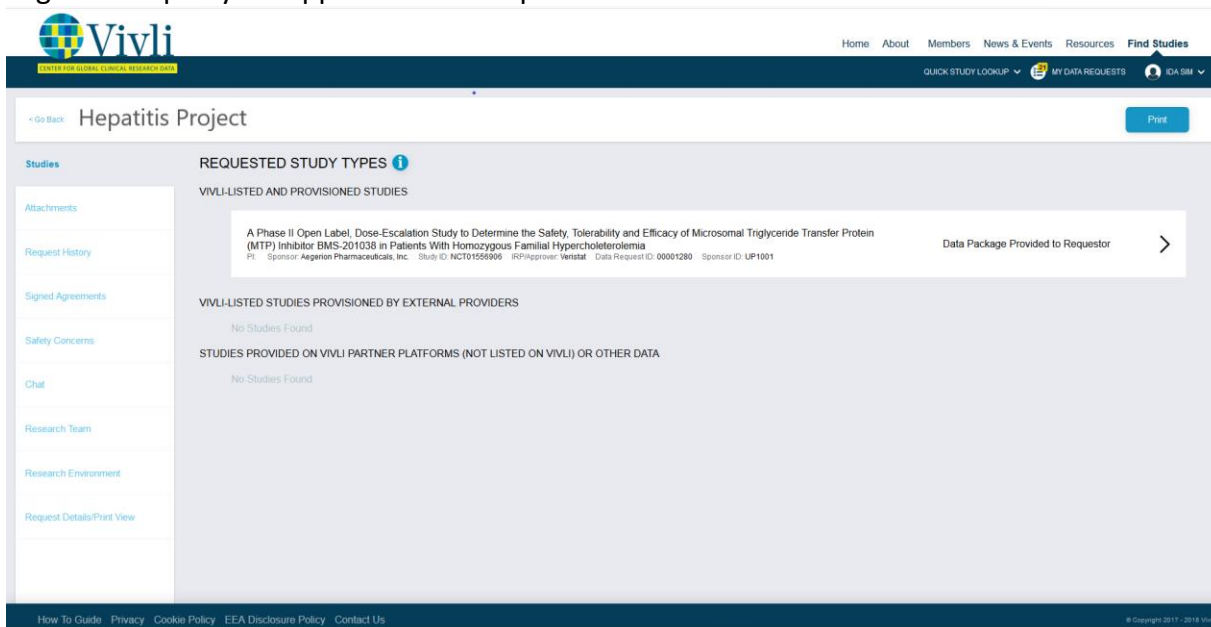 Vivli
CENTER FOR GLOBAL CLINICAL RESEARCH DATA
Home About Members News & Events Resources Find Studies
QUICK STUDY LOOKUP 21 MY DATA REQUESTS IDA SIM
< Go Back Hepatitis Project Print
Studies
Attachments
Request History
Signed Agreements
Safety Concerns
Chat
Research Team
Research Environment
Request Details/Print View
REQUESTED STUDY TYPES i
VIVLI-LISTED AND PROVISIONED STUDIES
A Phase II Open Label, Dose-Escalation Study to Determine the Safety, Tolerability and Efficacy of Microsomal Triglyceride Transfer Protein
(MTP) Inhibitor BMS-201038 in Patients With Homozygous Familial Hypercholeterolemia
PI: Sponsor: Aegerion Pharmaceuticals, Inc. Study ID: NCT01556906 IRP/Approver: Veristat Data Request ID: 00001280 Sponsor ID: UP1001
Data Package Provided to Requestor
VIVLI-LISTED STUDIES PROVISIONED BY EXTERNAL PROVIDERS
No Studies Found
STUDIES PROVIDED ON VIVLI PARTNER PLATFORMS (NOT LISTED ON VIVLI) OR OTHER DATA
No Studies Found
How To Guide Privacy Cookie Policy EEA Disclosure Policy Contact Us
© Copyright 2017 - 2018